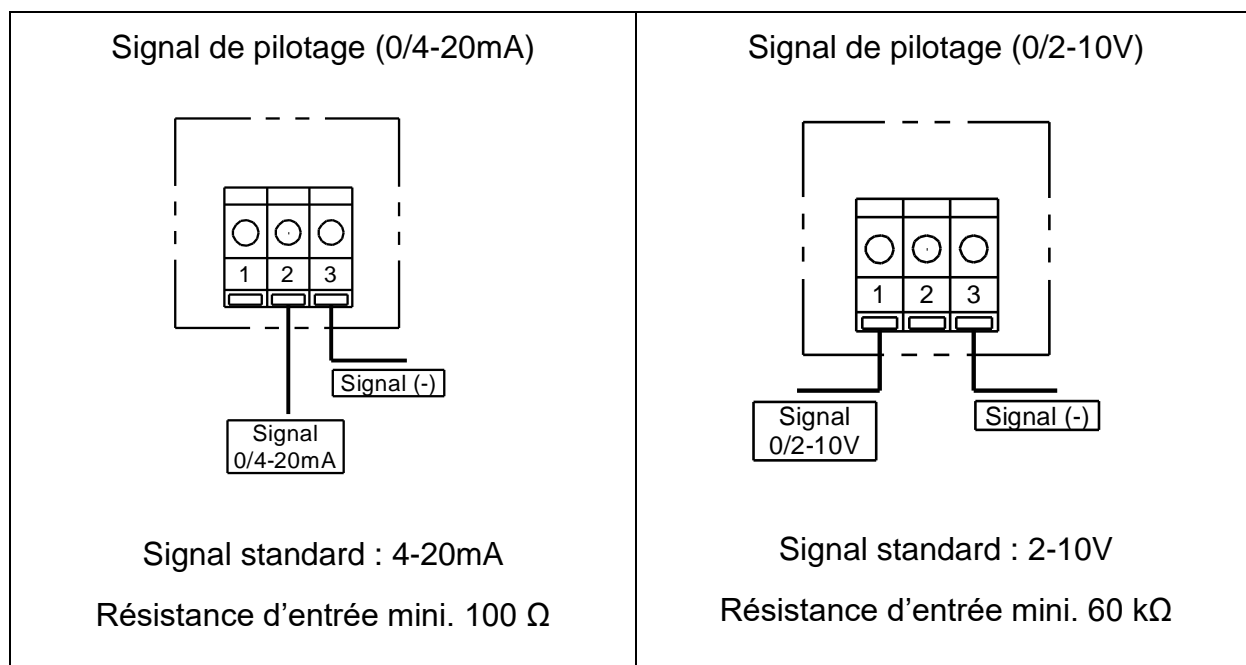 Signal de pilotage (0/4-20mA)
1 2 3
Signal (-)
Signal
0/4-20mA
Signal standard : 4-20mA
Résistance d’entrée mini. 100 Ω
Signal de pilotage (0/2-10V)
1 2 3
Signal
0/2-10V
Signal (-)
Signal standard : 2-10V
Résistance d’entrée mini. 60 kΩ